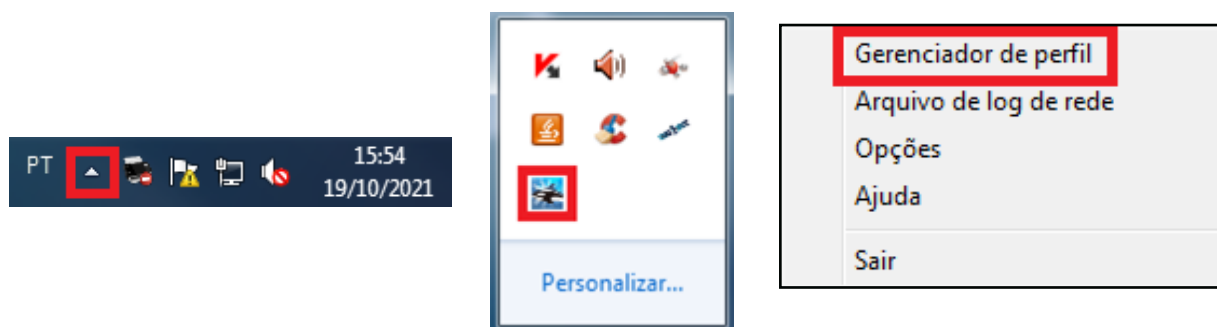 PT
15:54
19/10/2021
Personalizar...
Gerenciador de perfil
Arquivo de log de rede
Opções
Ajuda
Sair